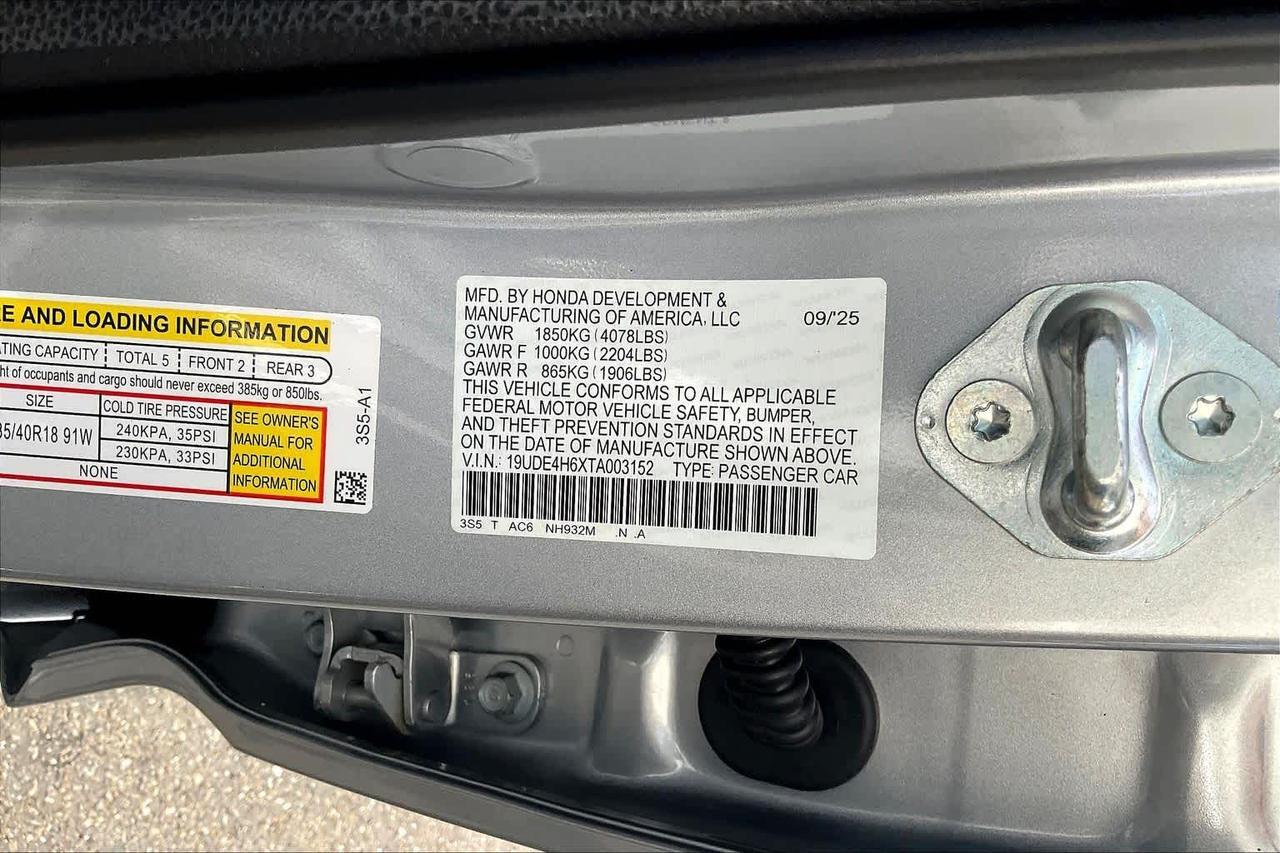 RE AND LOADING INFORMATION
ATING CAPACITY TOTAL 5 FRONT 2 REAR 3
ht of occupants and cargo should never exceed 385kg or 850lbs.
SIZE COLD TIRE PRESSURE
35/40R18 91W 240KPA, 35PSI
230KPA, 33PSI
NONE
SEE OWNER'S
MANUAL FOR
ADDITIONAL
INFORMATION
3S5-A1
MFD. BY HONDA DEVELOPMENT &
MANUFACTURING OF AMERICA, LLC 09/'25
GVWR 1850KG (4078LBS)
GAWR F 1000KG (2204LBS)
GAWR R 865KG (1906LBS)
THIS VEHICLE CONFORMS TO ALL APPLICABLE
FEDERAL MOTOR VEHICLE SAFETY, BUMPER,
AND THEFT PREVENTION STANDARDS IN EFFECT
ON THE DATE OF MANUFACTURE SHOWN ABOVE.
V.I.N.: 19UDE4H6XTA003152 TYPE: PASSENGER CAR
3S5 T AC6 NH932M .N .A